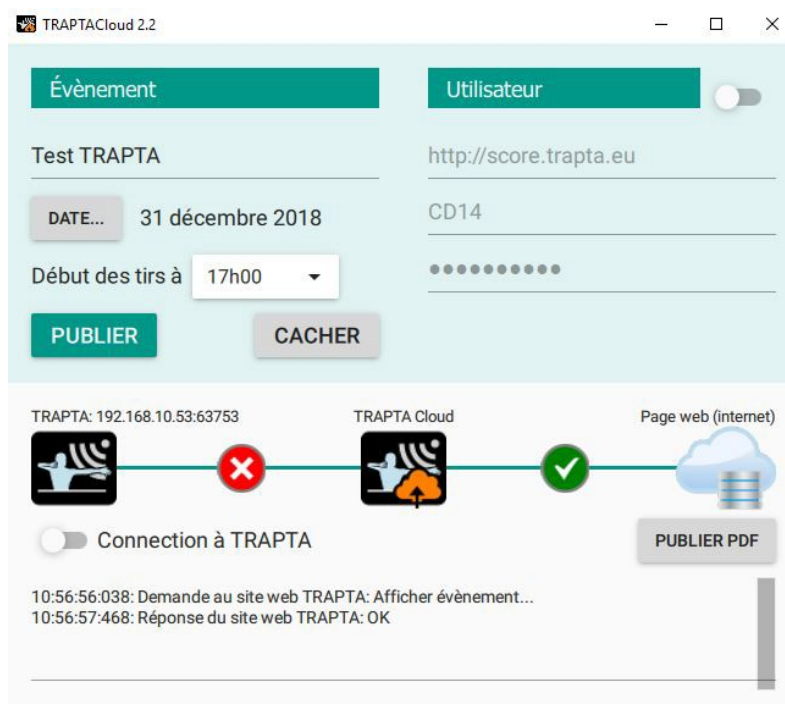 TRAPTACloud 2.2
Évènement
Utilisateur
Test TRAPTA
http://score.trapta.eu
DATE...
31 décembre 2018
CD14
Début des tirs à
17h00
●●●●●●●●●●
PUBLIER
CACHER
TRAPTA: 192.168.10.53:63753
TRAPTA Cloud
Page web (internet)
Connection à TRAPTA
PUBLIER PDF
10:56:56:038: Demande au site web TRAPTA: Afficher évènement...
10:56:57:468: Réponse du site web TRAPTA: OK